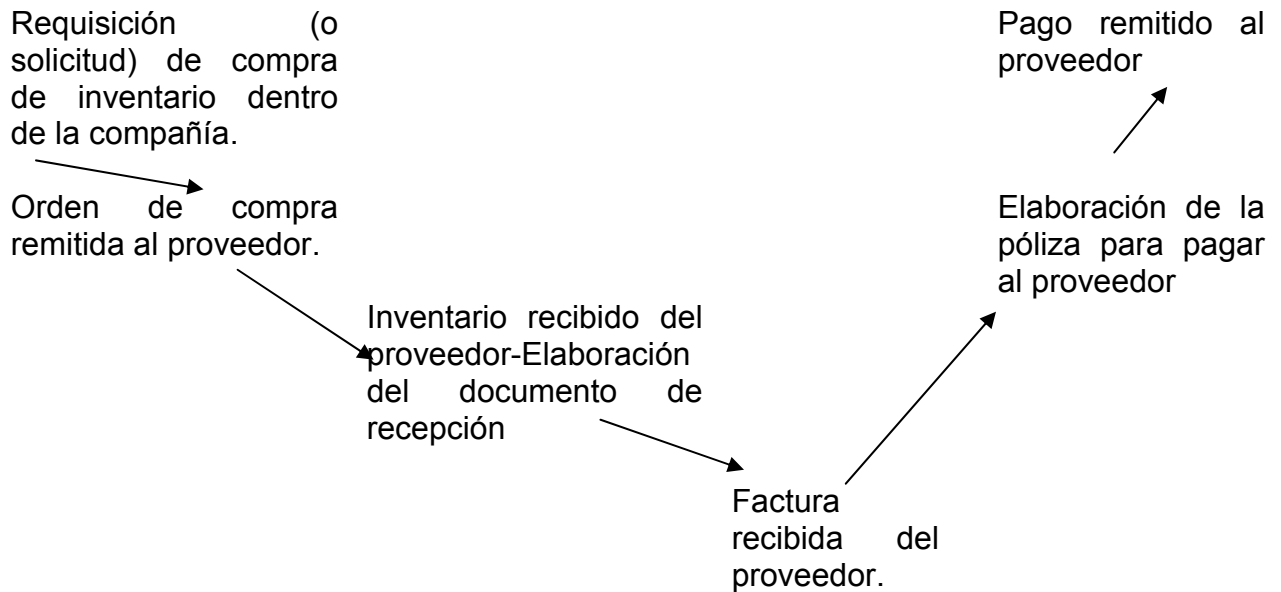 Requisición (o
solicitud) de compra
de inventario dentro
de la compañía.
Orden de compra
remitida al proveedor.
Inventario recibido del
proveedor-Elaboración
del documento de
recepción
Factura
recibida del
proveedor.
Elaboración de la
póliza para pagar
al proveedor
Pago remitido al
proveedor